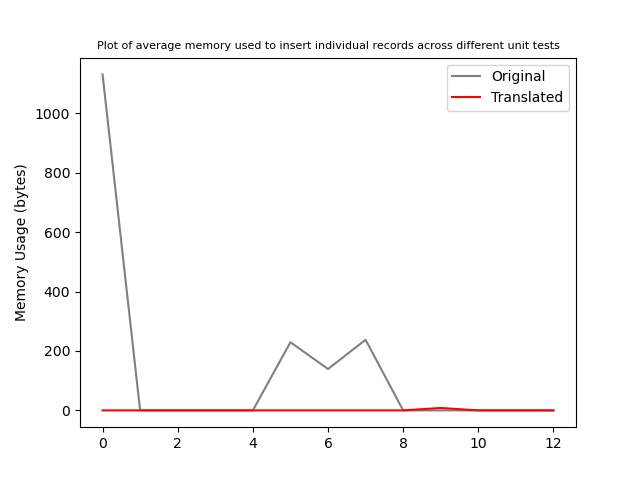 Plot of average memory used to insert individual records across different unit tests
Original
Translated
Memory Usage (bytes)
1000
800
600
400
200
0
0 2 4 6 8 10 12